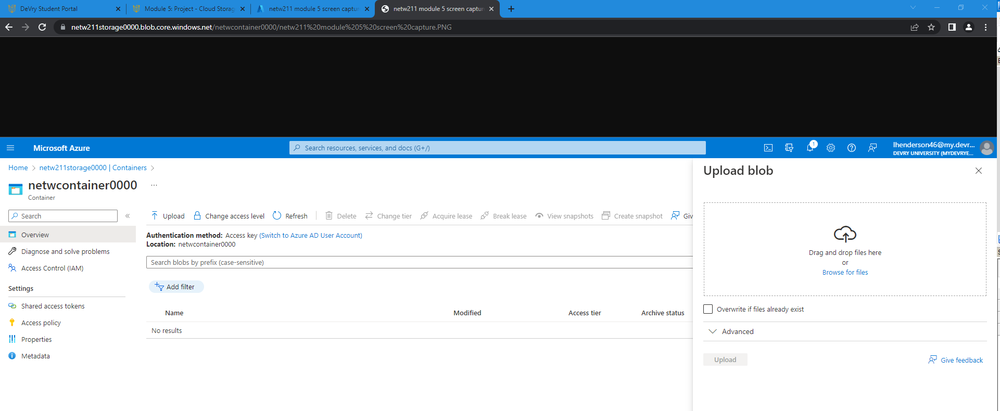 DeVry Student Portal
Module 5: Project - Cloud Storag
netw211 module 5 screen captur
netw211 module 5 screen captur
netw211storage0000.blob.core.windows.net/netwcontainer0000/netw211%20module%205%20screen%20capture.PNG
Microsoft Azure
Search resources, services, and docs (G+/)
1
lhenderson46@my.devr...
DEVRY UNIVERSITY (MYDEVRYE...
Home
netw211storage0000 | Containers
netwcontainer0000
...
Container
Search
«
Overview
Diagnose and solve problems
Access Control (IAM)
Settings
Shared access tokens
Access policy
Properties
Metadata
Upload
Change access level
Refresh
Delete
Change tier
Acquire lease
Break lease
View snapshots
Create snapshot
Giv
Authentication method: Access key (Switch to Azure AD User Account)
Location: netwcontainer0000
Search blobs by prefix (case-sensitive)
Add filter
Name
Modified
Access tier
Archive status
No results
Upload blob
Drag and drop files here
or
Browse for files
Overwrite if files already exist
Advanced
Upload
Give feedback